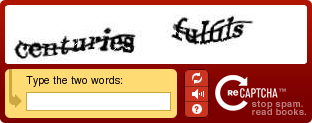 centuries fulfils
Type the two words:
reCAPTCHA™
stop spam.
read books.